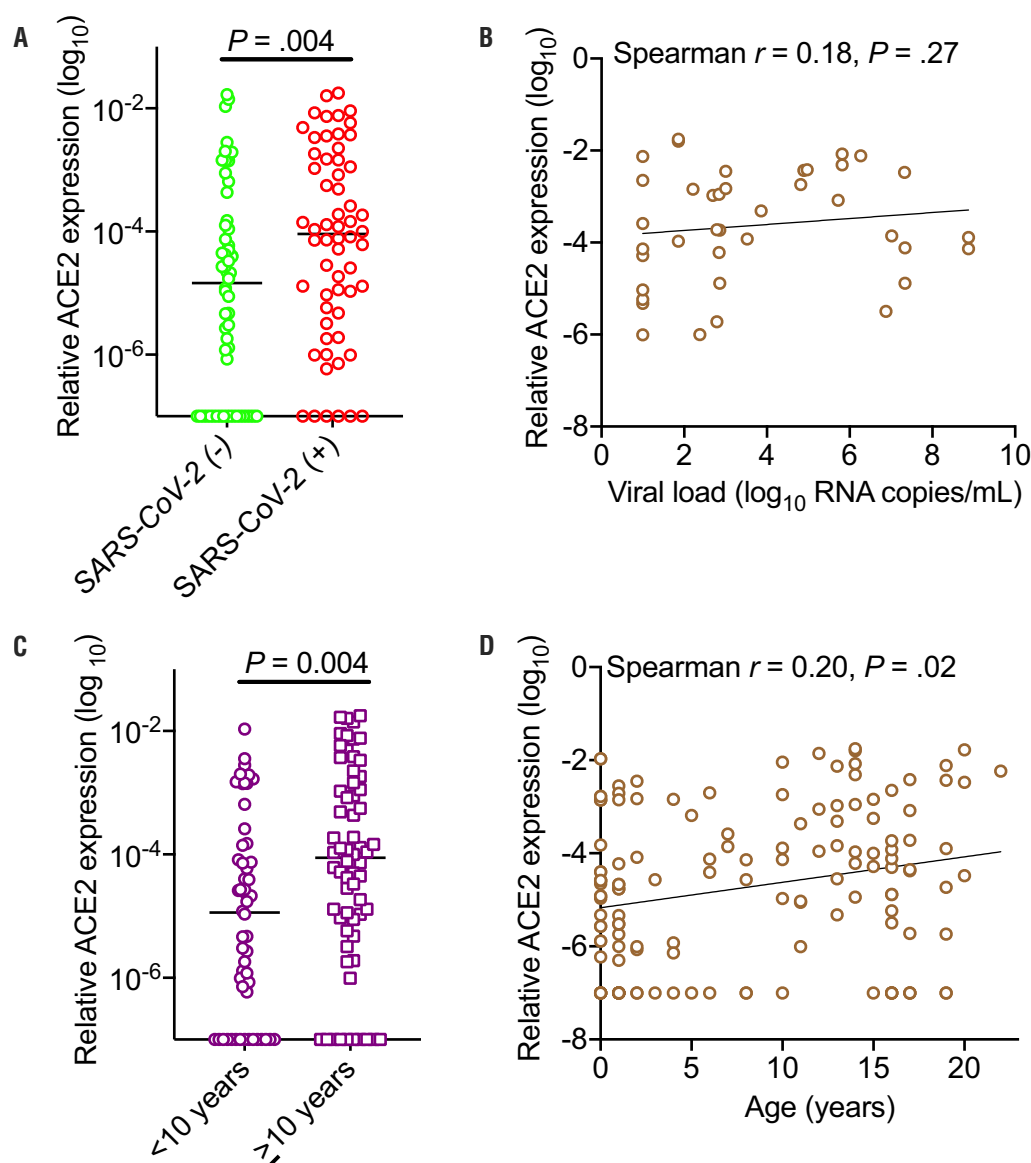 A
P = .004
Relative ACE2 expression (log10)
10-2
10-4
10-6
SARS-CoV-2 (-)
SARS-CoV-2 (+)
B
Spearman r = 0.18, P = .27
Relative ACE2 expression (log10)
0
-2
-4
-6
-8
0 2 4 6 8 10
Viral load (log10 RNA copies/mL)
C
P = 0.004
Relative ACE2 expression (log 10)
10-2
10-4
10-6
<10 years
≥10 years
D
Spearman r = 0.20, P = .02
Relative ACE2 expression (log10)
0
-2
-4
-6
-8
0 5 10 15 20
Age (years)